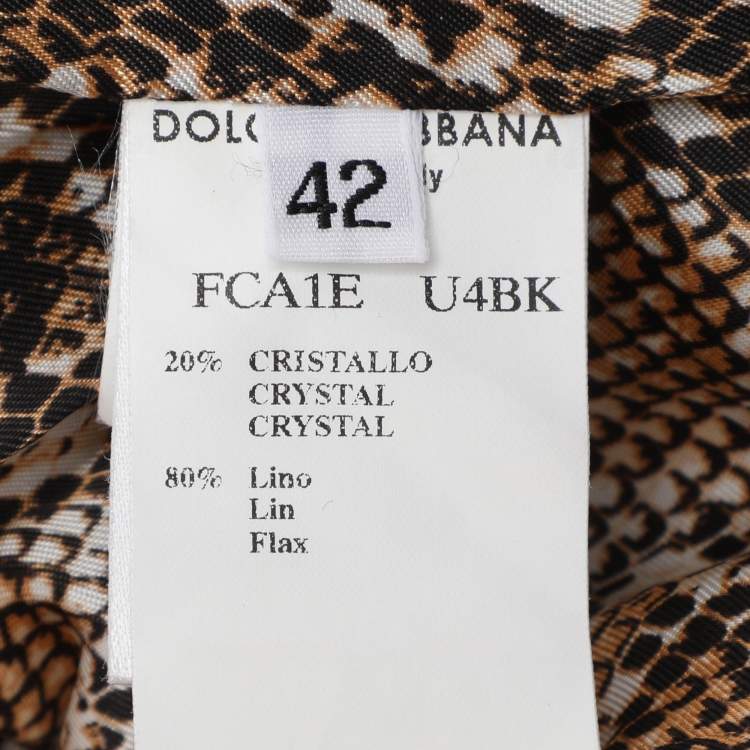 DOLC BBANA
42
FCA1E U4BK
20% CRISTALLO
CRYSTAL
CRYSTAL
80% Lino
Lin
Flax